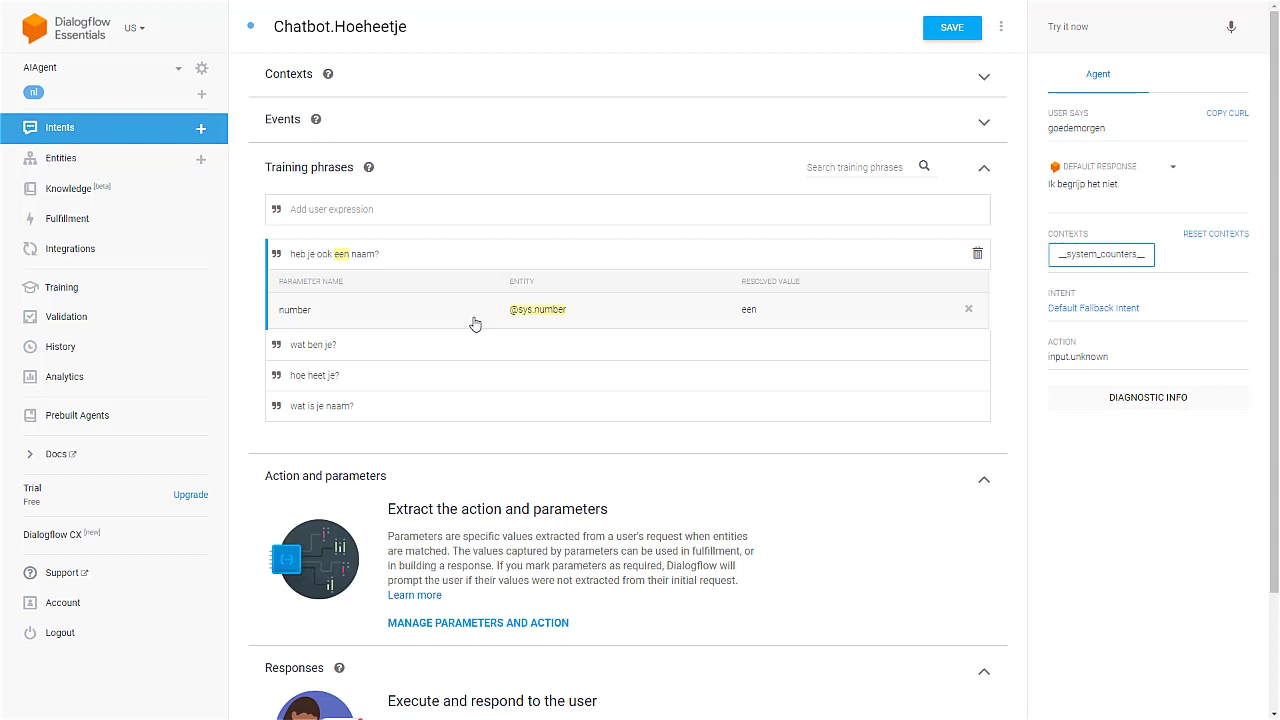 Dialogflow
Essentials
US
AIAgent
nl
Intents
Entities
Knowledge [beta]
Fulfillment
Integrations
Training
Validation
History
Analytics
Prebuilt Agents
Docs
Trial
Free
Upgrade
Dialogflow CX [new]
Support
Account
Logout
Chatbot.Hoeheetje
SAVE
Contexts
Events
Training phrases
Search training phrases
Add user expression
heb je ook een naam?
PARAMETER NAME ENTITY RESOLVED VALUE
number @sys.number een
wat ben je?
hoe heet je?
wat is je naam?
Action and parameters
Extract the action and parameters
Parameters are specific values extracted from a user's request when entities
are matched. The values captured by parameters can be used in fulfillment, or
in building a response. If you mark parameters as required, Dialogflow will
prompt the user if their values were not extracted from their initial request.
Learn more
MANAGE PARAMETERS AND ACTION
Responses
Execute and respond to the user
Try it now
Agent
USER SAYS COPY CURL
goedemorgen
DEFAULT RESPONSE
Ik begrijp het niet.
CONTEXTS RESET CONTEXTS
__system_counters__
INTENT
Default Fallback Intent
ACTION
input.unknown
DIAGNOSTIC INFO